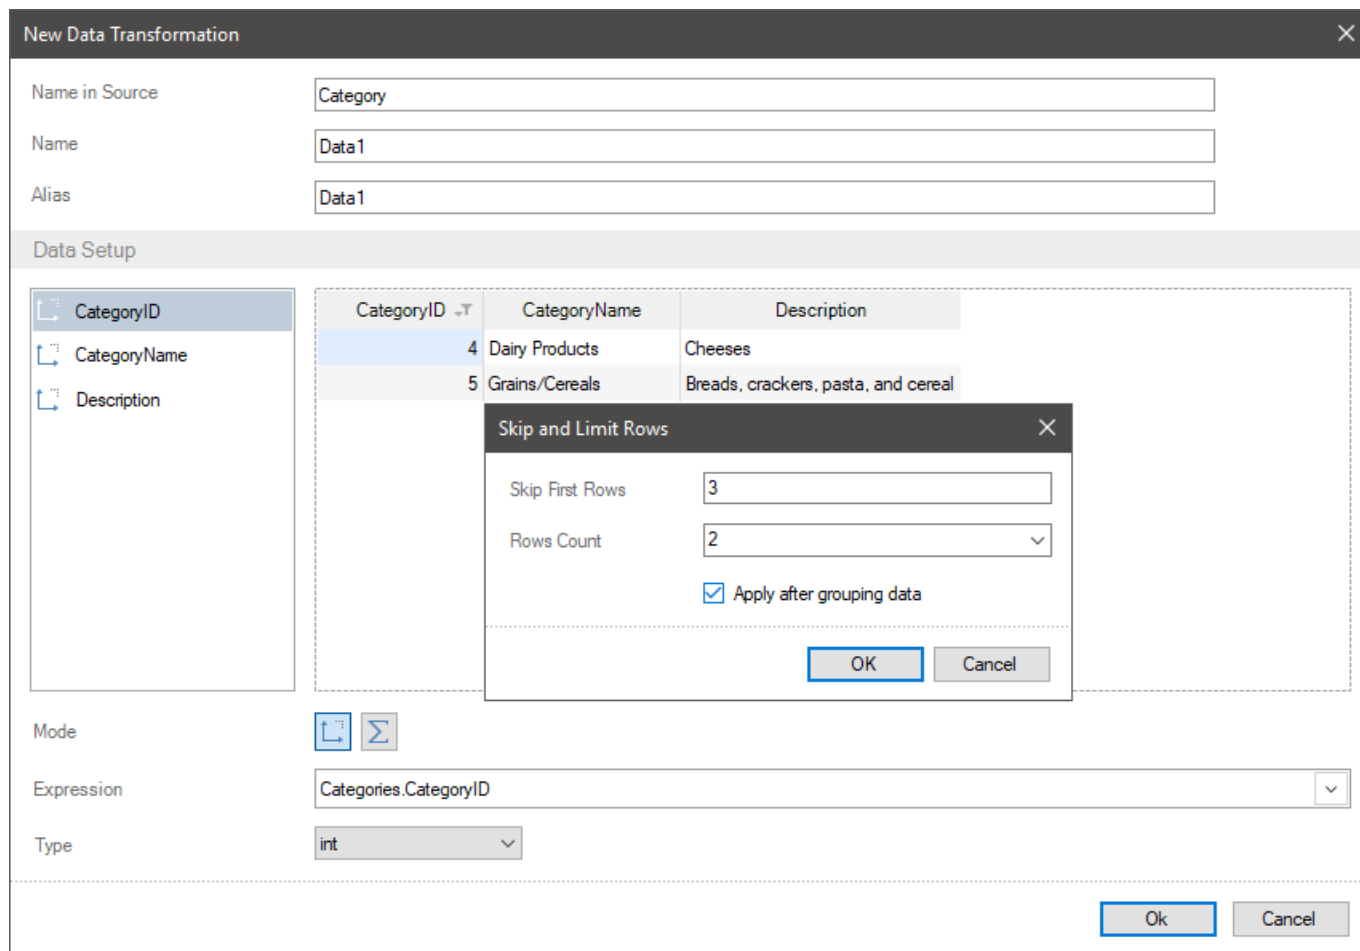 New Data Transformation
Name in Source Category
Name Data1
Alias Data1
Data Setup
CategoryID
CategoryName
Description
CategoryID CategoryName Description
4 Dairy Products Cheeses
5 Grains/Cereals Breads, crackers, pasta, and cereal
Skip and Limit Rows
Skip First Rows 3
Rows Count 2
Apply after grouping data
OK Cancel
Mode
Expression Categories.CategoryID
Type int
Ok Cancel